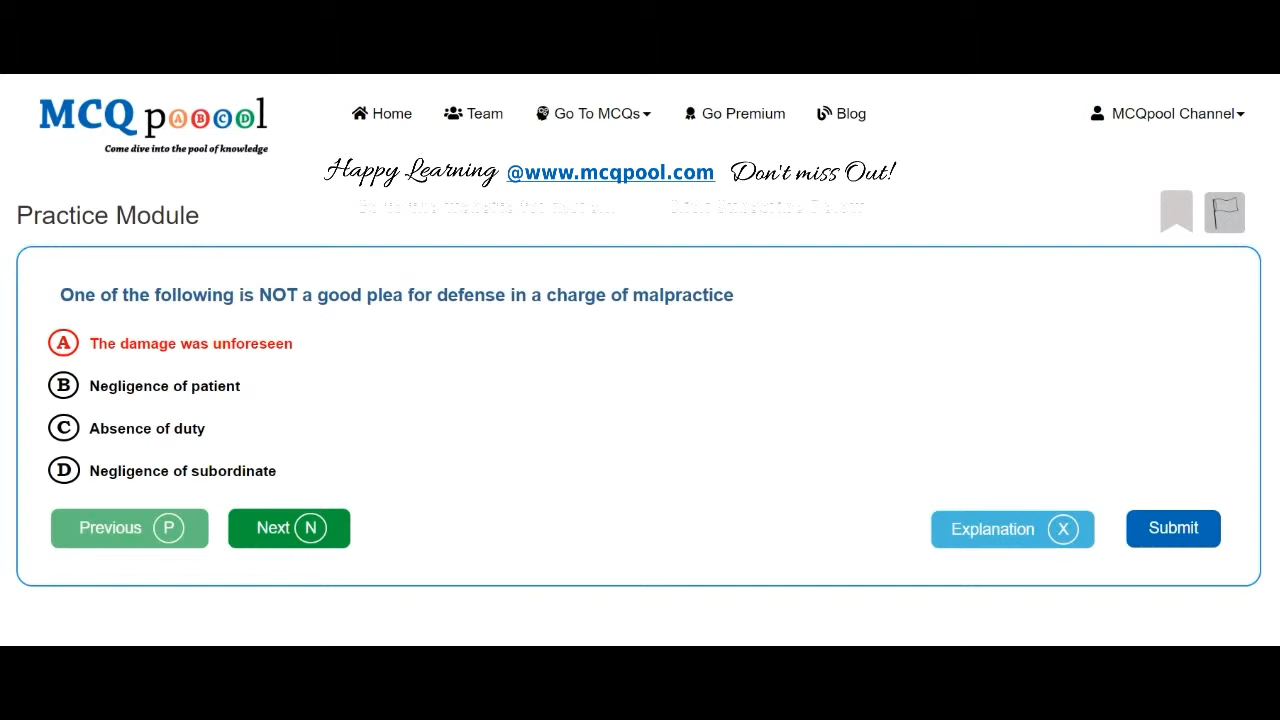 MCQ pooool
Come dive into the pool of knowledge
Home Team Go To MCQs Go Premium Blog MCQpool Channel
Happy Learning @www.mcqpool.com Don't miss Out!
Practice Module
One of the following is NOT a good plea for defense in a charge of malpractice
A The damage was unforeseen
B Negligence of patient
C Absence of duty
D Negligence of subordinate
Previous P Next N Explanation X Submit